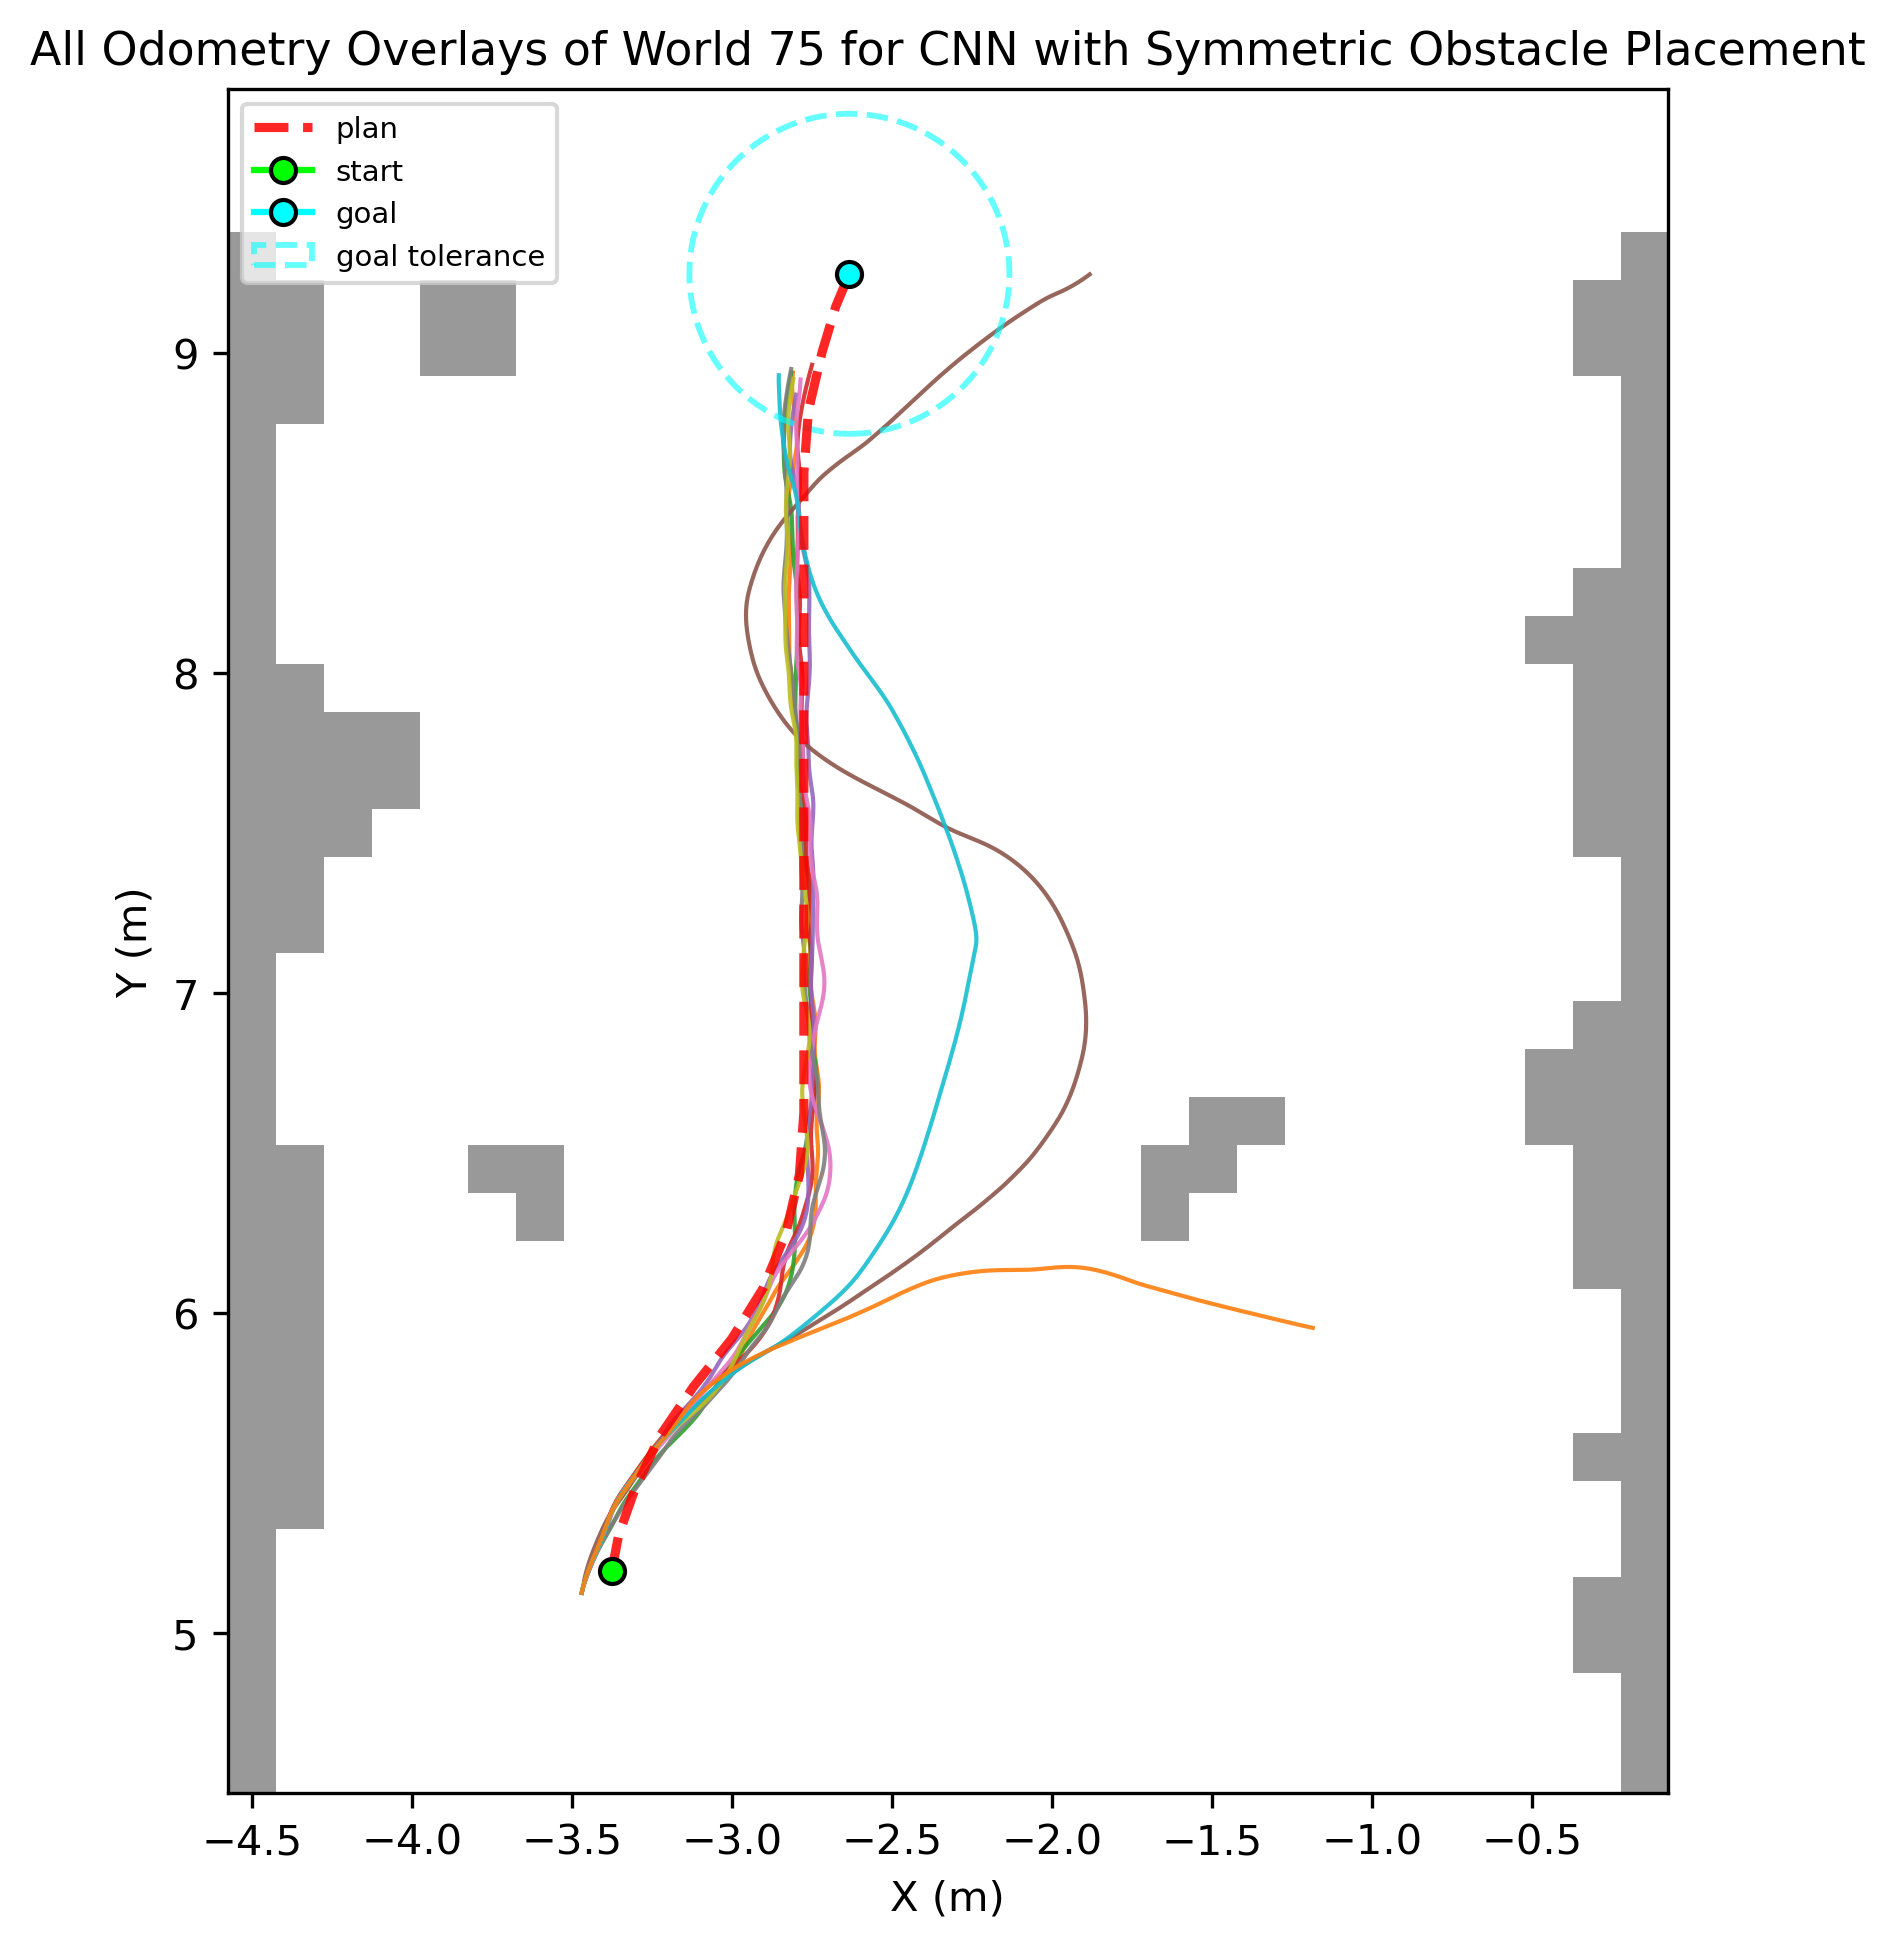 All Odometry Overlays of World 75 for CNN with Symmetric Obstacle Placement
plan
start
goal
goal tolerance
9
8
7
6
5
Y (m)
−4.5 −4.0 −3.5 −3.0 −2.5 −2.0 −1.5 −1.0 −0.5
X (m)